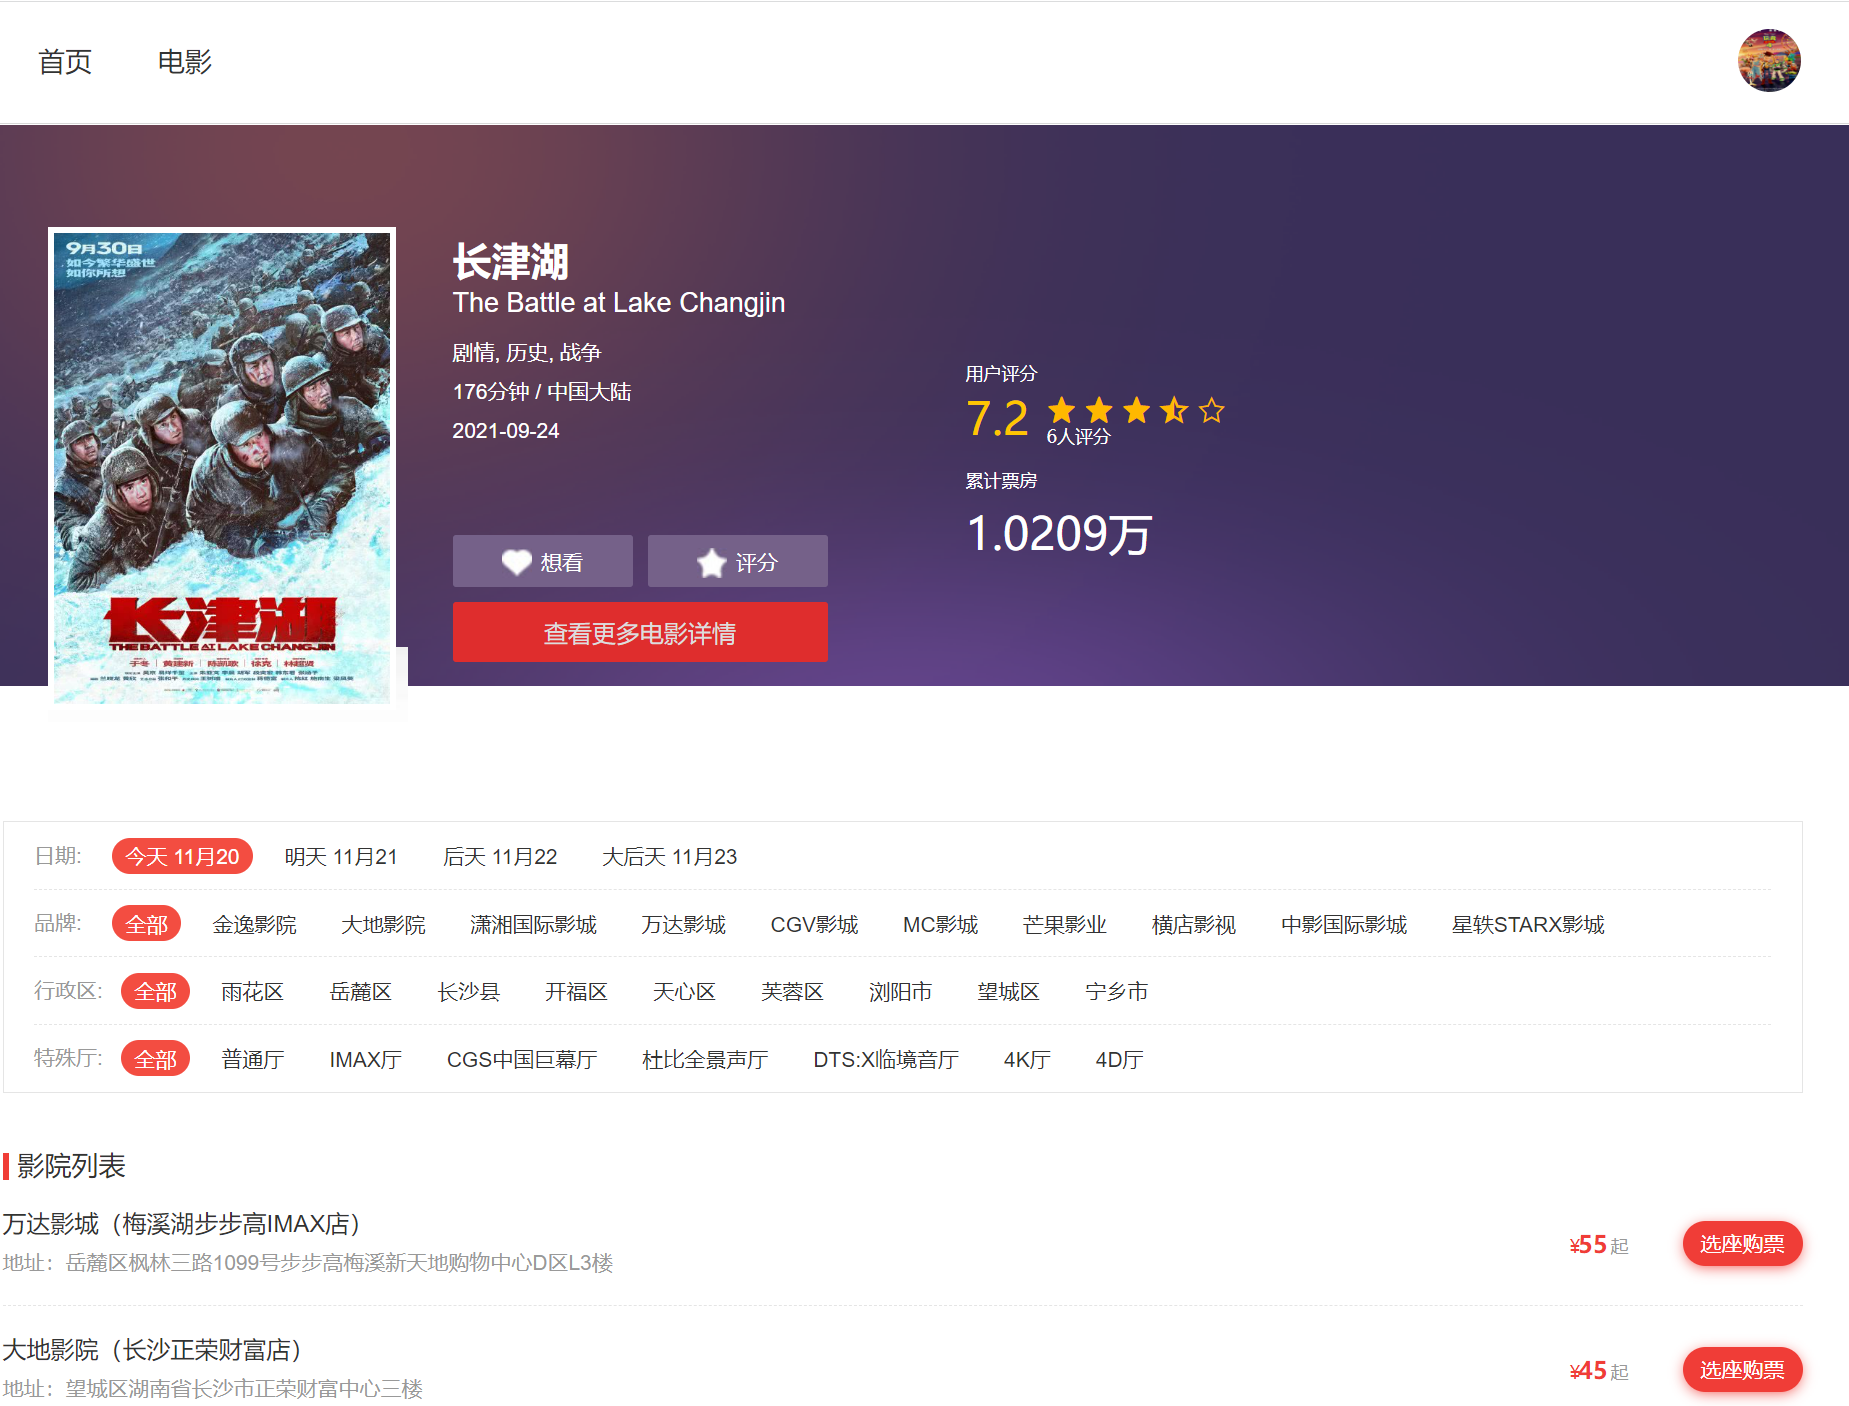 首页 电影
9月30日
如今繁华盛世
如你所想
长津湖
THE BATTLE AT LAKE CHANGJIN
于冬 黄建新 陈凯歌 徐克 林超贤
长津湖
The Battle at Lake Changjin
剧情, 历史, 战争
176分钟 / 中国大陆
2021-09-24
想看 评分
查看更多电影详情
用户评分
7.2
6人评分
累计票房
1.0209万
日期: 今天 11月20 明天 11月21 后天 11月22 大后天 11月23
品牌: 全部 金逸影院 大地影院 潇湘国际影城 万达影城 CGV影城 MC影城 芒果影业 横店影视 中影国际影城 星轶STARX影城
行政区: 全部 雨花区 岳麓区 长沙县 开福区 天心区 芙蓉区 浏阳市 望城区 宁乡市
特殊厅: 全部 普通厅 IMAX厅 CGS中国巨幕厅 杜比全景声厅 DTS:X临境音厅 4K厅 4D厅
影院列表
万达影城（梅溪湖步步高IMAX店）
地址：岳麓区枫林三路1099号步步高梅溪新天地购物中心D区L3楼
¥55 起 选座购票
大地影院（长沙正荣财富店）
地址：望城区湖南省长沙市正荣财富中心三楼
¥45 起 选座购票